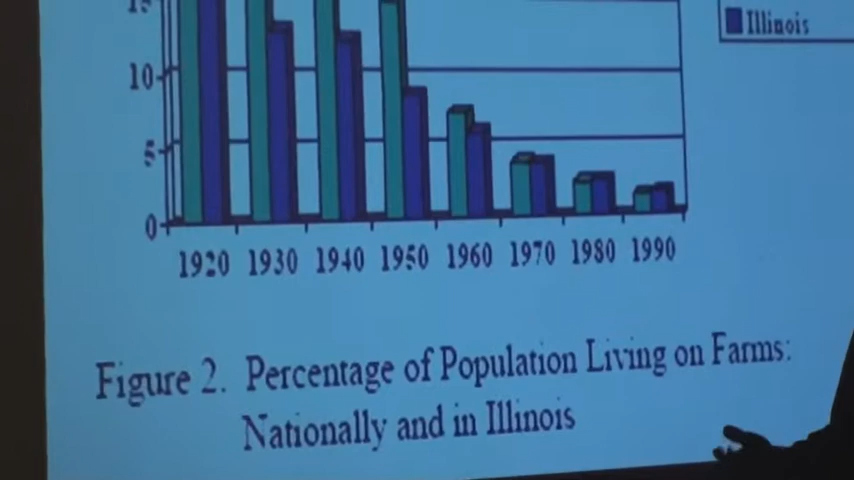 15
Illinois
10
5
0
1920 1930 1940 1950 1960 1970 1980 1990
Figure 2. Percentage of Population Living on Farms:
Nationally and in Illinois